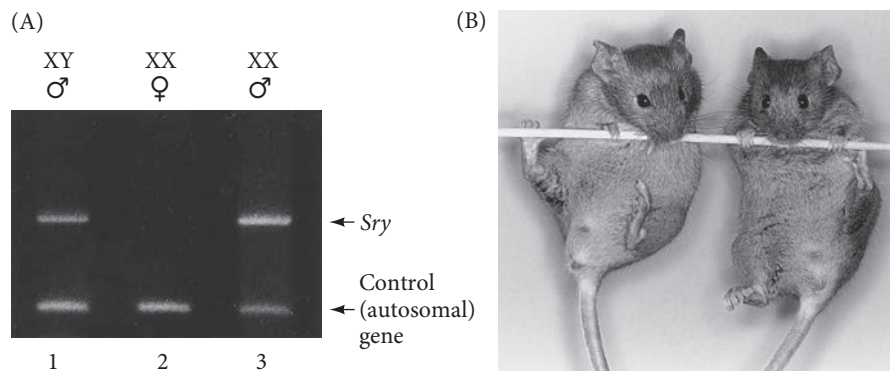 (A)
XY XX XX
♂ ♀ ♂
Sry
Control
(autosomal)
gene
1 2 3
(B)